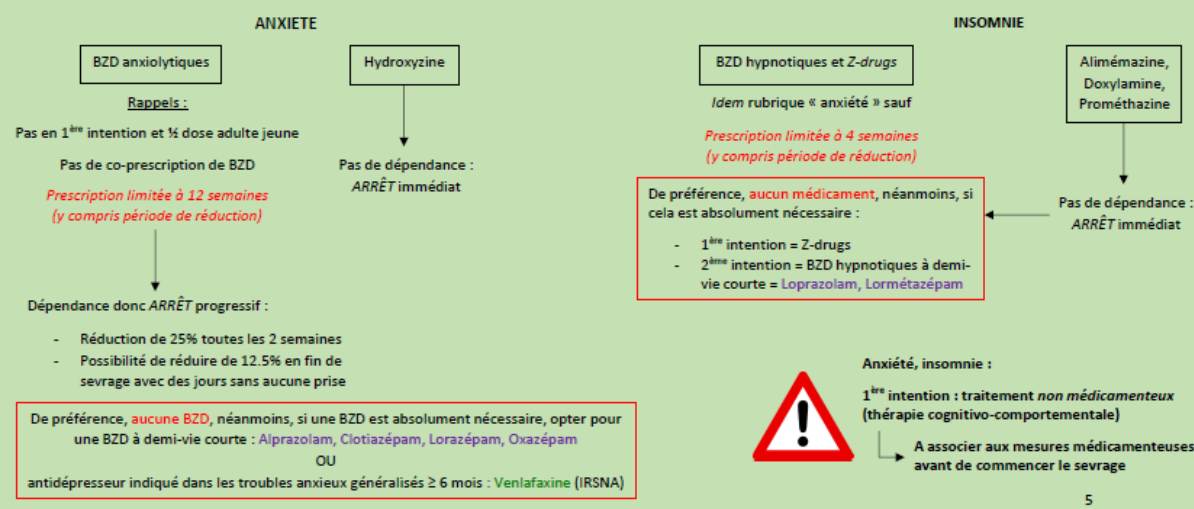 ANXIETE
BZD anxiolytiques
Rappels :
Pas en 1ère intention et ½ dose adulte jeune
Pas de co-prescription de BZD
Prescription limitée à 12 semaines
(y compris période de réduction)
Dépendance donc ARRÊT progressif :
- Réduction de 25% toutes les 2 semaines
- Possibilité de réduire de 12.5% en fin de
sevrage avec des jours sans aucune prise
Hydroxyzine
Pas de dépendance :
ARRÊT immédiat
De préférence, aucune BZD, néanmoins, si une BZD est absolument nécessaire, opter pour
une BZD à demi-vie courte : Alprazolam, Clotiazépam, Lorazépam, Oxazépam
OU
antidépresseur indiqué dans les troubles anxieux généralisés ≥ 6 mois : Venlafaxine (IRSNA)
INSOMNIE
BZD hypnotiques et Z-drugs
Idem rubrique « anxiété » sauf
Prescription limitée à 4 semaines
(y compris période de réduction)
De préférence, aucun médicament, néanmoins, si
cela est absolument nécessaire :
- 1ère intention = Z-drugs
- 2ème intention = BZD hypnotiques à demi-
vie courte = Loprazolam, Lormétazépam
Alimémazine,
Doxylamine,
Prométhazine
Pas de dépendance :
ARRÊT immédiat
Anxiété, insomnie :
1ère intention : traitement non médicamenteux
(thérapie cognitivo-comportementale)
A associer aux mesures médicamenteuses
avant de commencer le sevrage
5